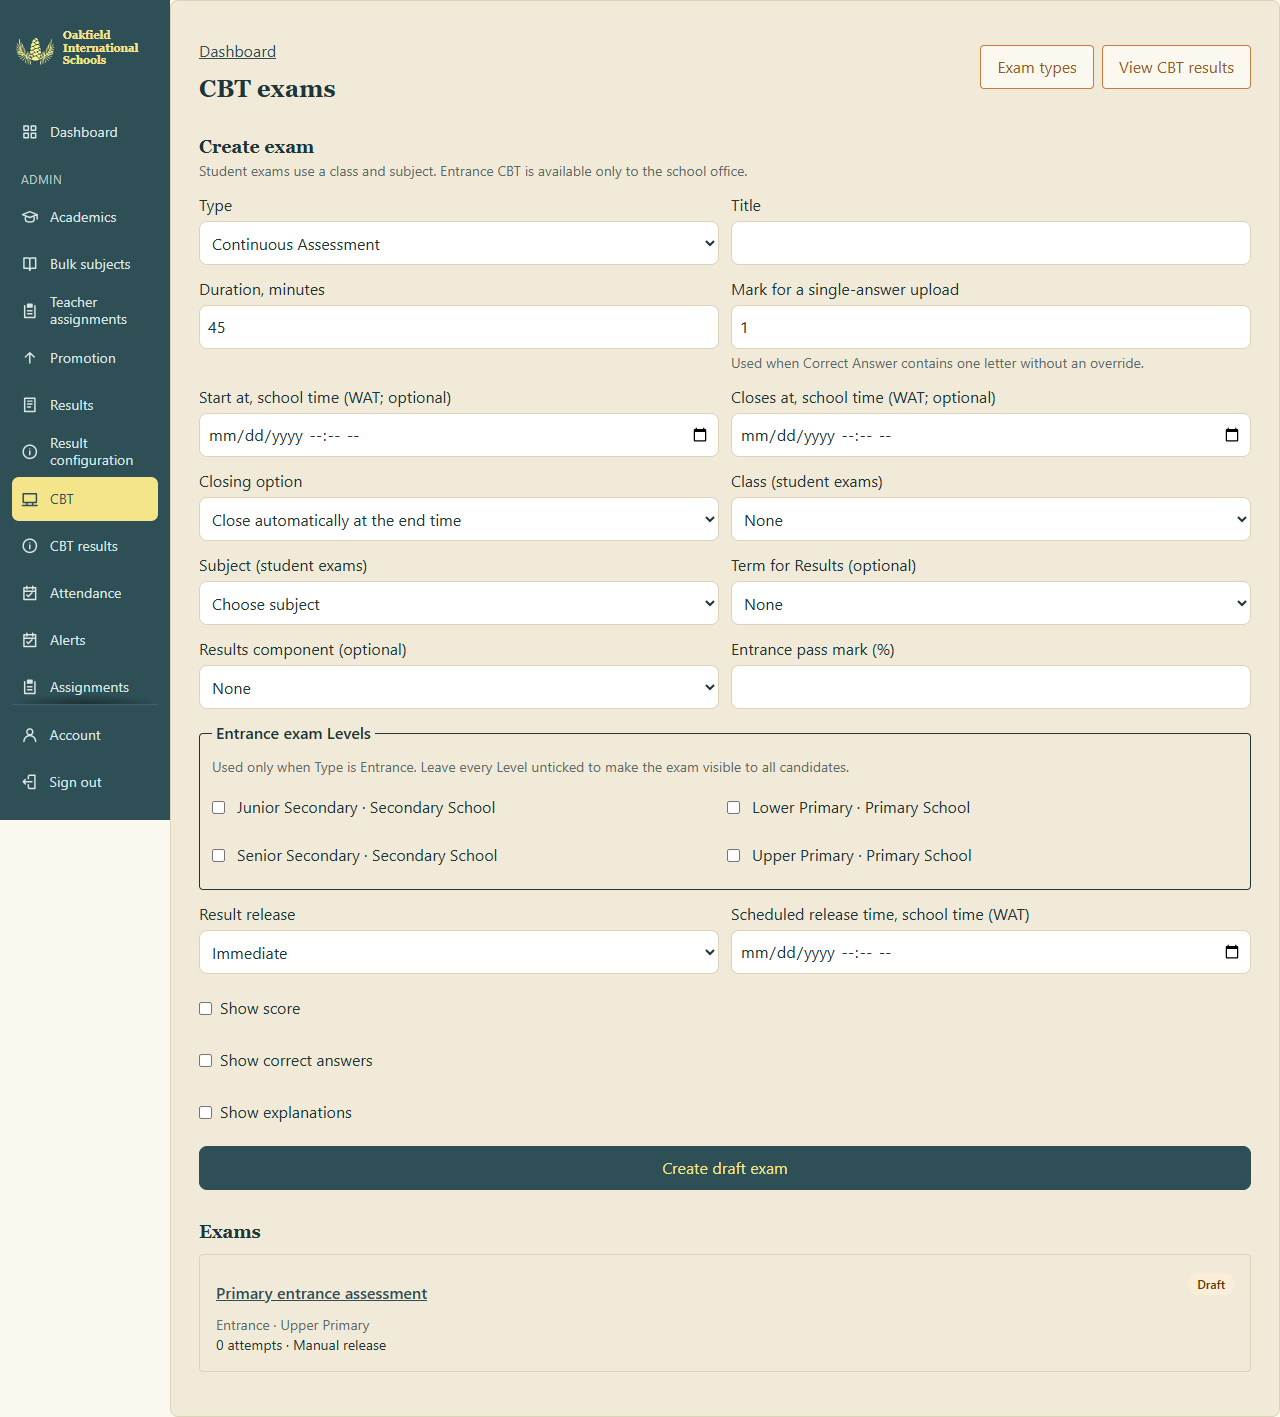 Oakfield
International
Schools
Dashboard
ADMIN
Academics
Bulk subjects
Teacher
assignments
Promotion
Results
Result
configuration
CBT
CBT results
Attendance
Alerts
Assignments
Account
Sign out
Dashboard
CBT exams
Exam types
View CBT results
Create exam
Student exams use a class and subject. Entrance CBT is available only to the school office.
Type
Title
Continuous Assessment
Duration, minutes
Mark for a single-answer upload
45
1
Used when Correct Answer contains one letter without an override.
Start at, school time (WAT; optional)
Closes at, school time (WAT; optional)
mm/dd/yyyy --:-- --
mm/dd/yyyy --:-- --
Closing option
Class (student exams)
Close automatically at the end time
None
Subject (student exams)
Term for Results (optional)
Choose subject
None
Results component (optional)
Entrance pass mark (%)
None
Entrance exam Levels
Used only when Type is Entrance. Leave every Level unticked to make the exam visible to all candidates.
Junior Secondary · Secondary School
Lower Primary · Primary School
Senior Secondary · Secondary School
Upper Primary · Primary School
Result release
Scheduled release time, school time (WAT)
Immediate
mm/dd/yyyy --:-- --
Show score
Show correct answers
Show explanations
Create draft exam
Exams
Primary entrance assessment
Draft
Entrance · Upper Primary
0 attempts · Manual release